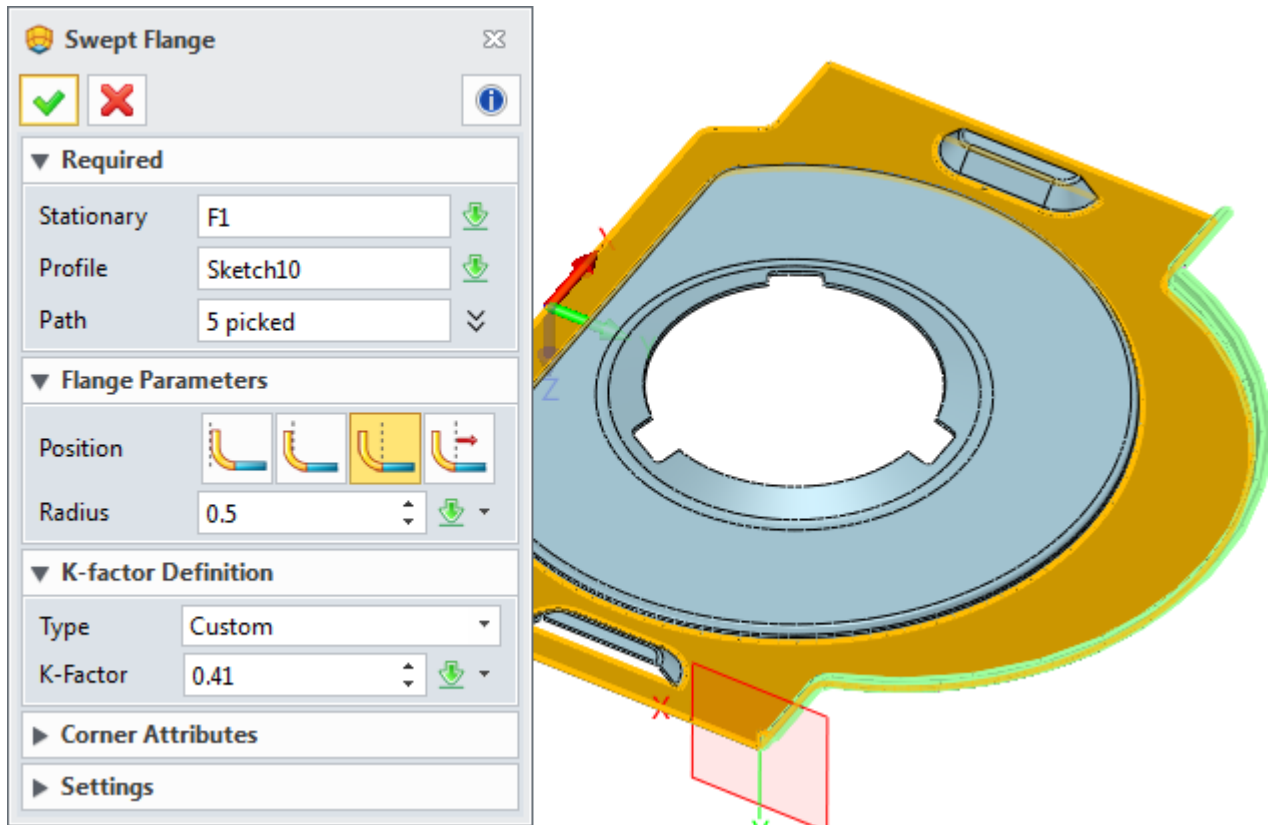 Swept Flange
Required
Stationary F1
Profile Sketch10
Path 5 picked
Flange Parameters
Position
Radius 0.5
K-factor Definition
Type Custom
K-Factor 0.41
Corner Attributes
Settings
X
Y
Z
X
Y